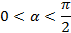 0 < α < π/2